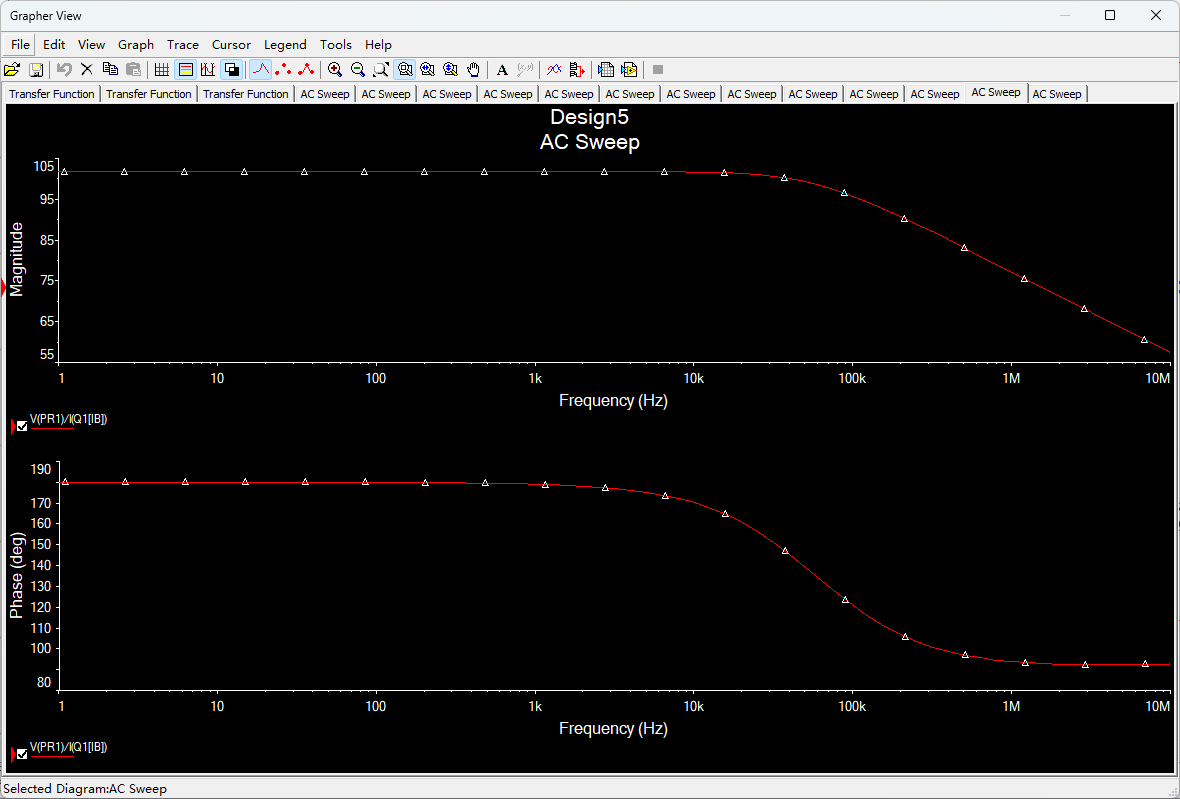 Grapher View
File Edit View Graph Trace Cursor Legend Tools Help
A (x,y)
Transfer Function Transfer Function Transfer Function AC Sweep AC Sweep AC Sweep AC Sweep AC Sweep AC Sweep AC Sweep AC Sweep AC Sweep AC Sweep AC Sweep AC Sweep AC Sweep
Design5
AC Sweep
Magnitude
105
95
85
75
65
55
1 10 100 1k 10k 100k 1M 10M
Frequency (Hz)
V(PR1)/I(Q1[IB])
Phase (deg)
190
170
160
150
140
130
120
110
100
80
1 10 100 1k 10k 100k 1M 10M
Frequency (Hz)
V(PR1)/I(Q1[IB])
Selected Diagram:AC Sweep